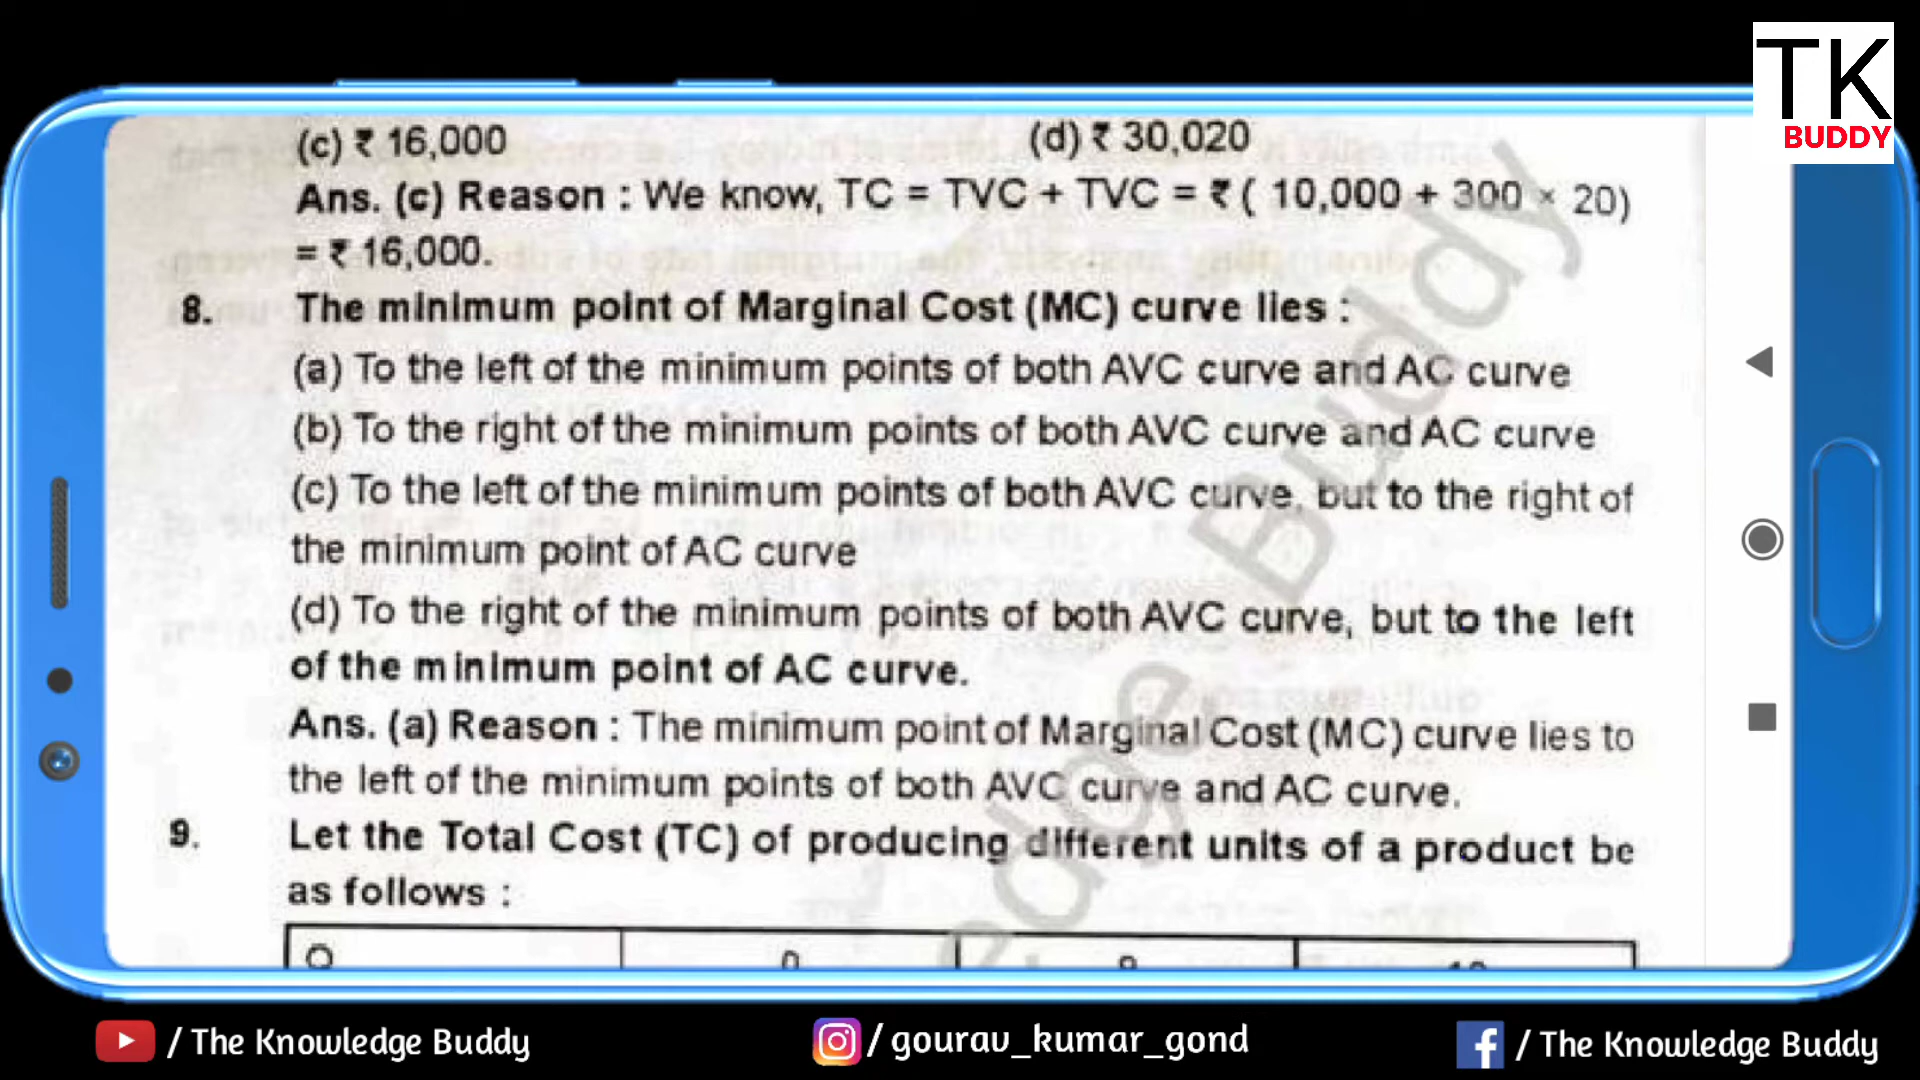 TK
BUDDY
(c) ₹ 16,000 (d) ₹ 30,020
Ans. (c) Reason : We know, TC = TVC + TVC = ₹ ( 10,000 + 300 × 20)
= ₹ 16,000.
8. The minimum point of Marginal Cost (MC) curve lies :
(a) To the left of the minimum points of both AVC curve and AC curve
(b) To the right of the minimum points of both AVC curve and AC curve
(c) To the left of the minimum points of both AVC curve, but to the right of
the minimum point of AC curve
(d) To the right of the minimum points of both AVC curve, but to the left
of the minimum point of AC curve.
Ans. (a) Reason : The minimum point of Marginal Cost (MC) curve lies to
the left of the minimum points of both AVC curve and AC curve.
9. Let the Total Cost (TC) of producing different units of a product be
as follows :
edge Buddy
/ The Knowledge Buddy
/ gourav_kumar_gond
/ The Knowledge Buddy